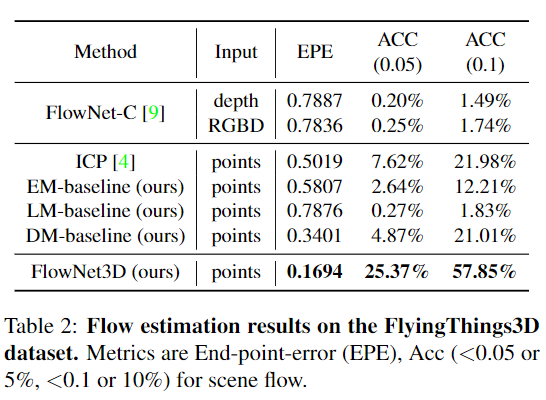 Method Input EPE ACC (0.05) ACC (0.1)
FlowNet-C [9] depth 0.7887 0.20% 1.49%
RGBD 0.7836 0.25% 1.74%
ICP [4] points 0.5019 7.62% 21.98%
EM-baseline (ours) points 0.5807 2.64% 12.21%
LM-baseline (ours) points 0.7876 0.27% 1.83%
DM-baseline (ours) points 0.3401 4.87% 21.01%
FlowNet3D (ours) points 0.1694 25.37% 57.85%
Table 2: Flow estimation results on the FlyingThings3D
dataset. Metrics are End-point-error (EPE), Acc (<0.05 or
5%, <0.1 or 10%) for scene flow.